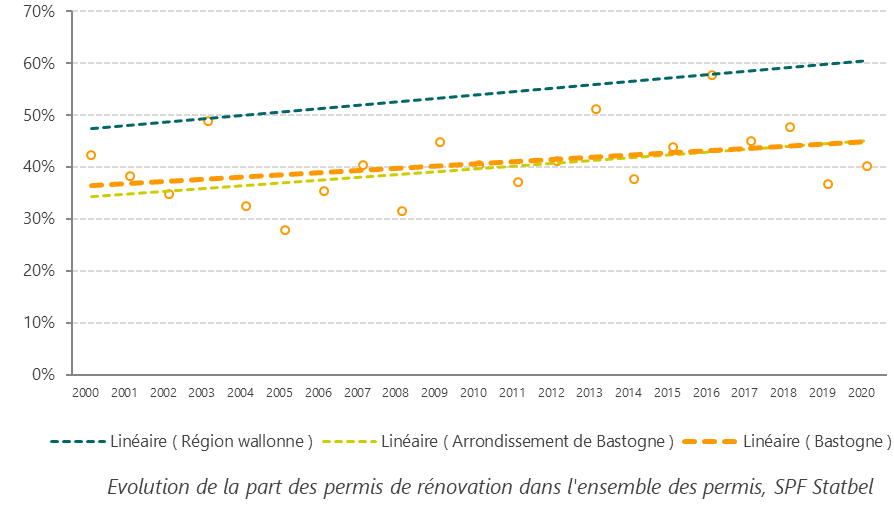 70%
60%
50%
40%
30%
20%
10%
0%
2000 2001 2002 2003 2004 2005 2006 2007 2008 2009 2010 2011 2012 2013 2014 2015 2016 2017 2018 2019 2020
Linéaire ( Région wallonne ) Linéaire ( Arrondissement de Bastogne ) Linéaire ( Bastogne )
Evolution de la part des permis de rénovation dans l'ensemble des permis, SPF Statbel